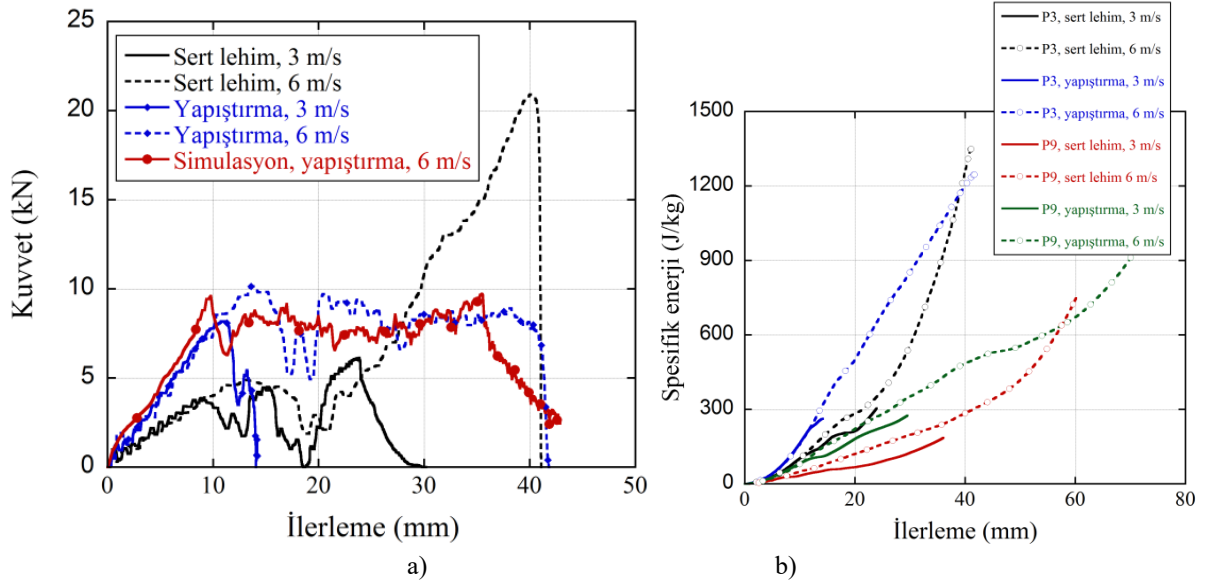 25
20
15
10
5
0
Kuvvet (kN)
Sert lehim, 3 m/s
Sert lehim, 6 m/s
Yapıştırma, 3 m/s
Yapıştırma, 6 m/s
Simulasyon, yapıştırma, 6 m/s
0 10 20 30 40 50
İlerleme (mm)
a)
P3, sert lehim, 3 m/s
P3, sert lehim, 6 m/s
P3, yapıştırma, 3 m/s
P3, yapıştırma, 6 m/s
P9, sert lehim, 3 m/s
P9, sert lehim 6 m/s
P9, yapıştırma, 3 m/s
P9, yapıştırma, 6 m/s
1500
1200
900
600
300
0
Spesifik enerji (J/kg)
0 20 40 60 80
İlerleme (mm)
b)